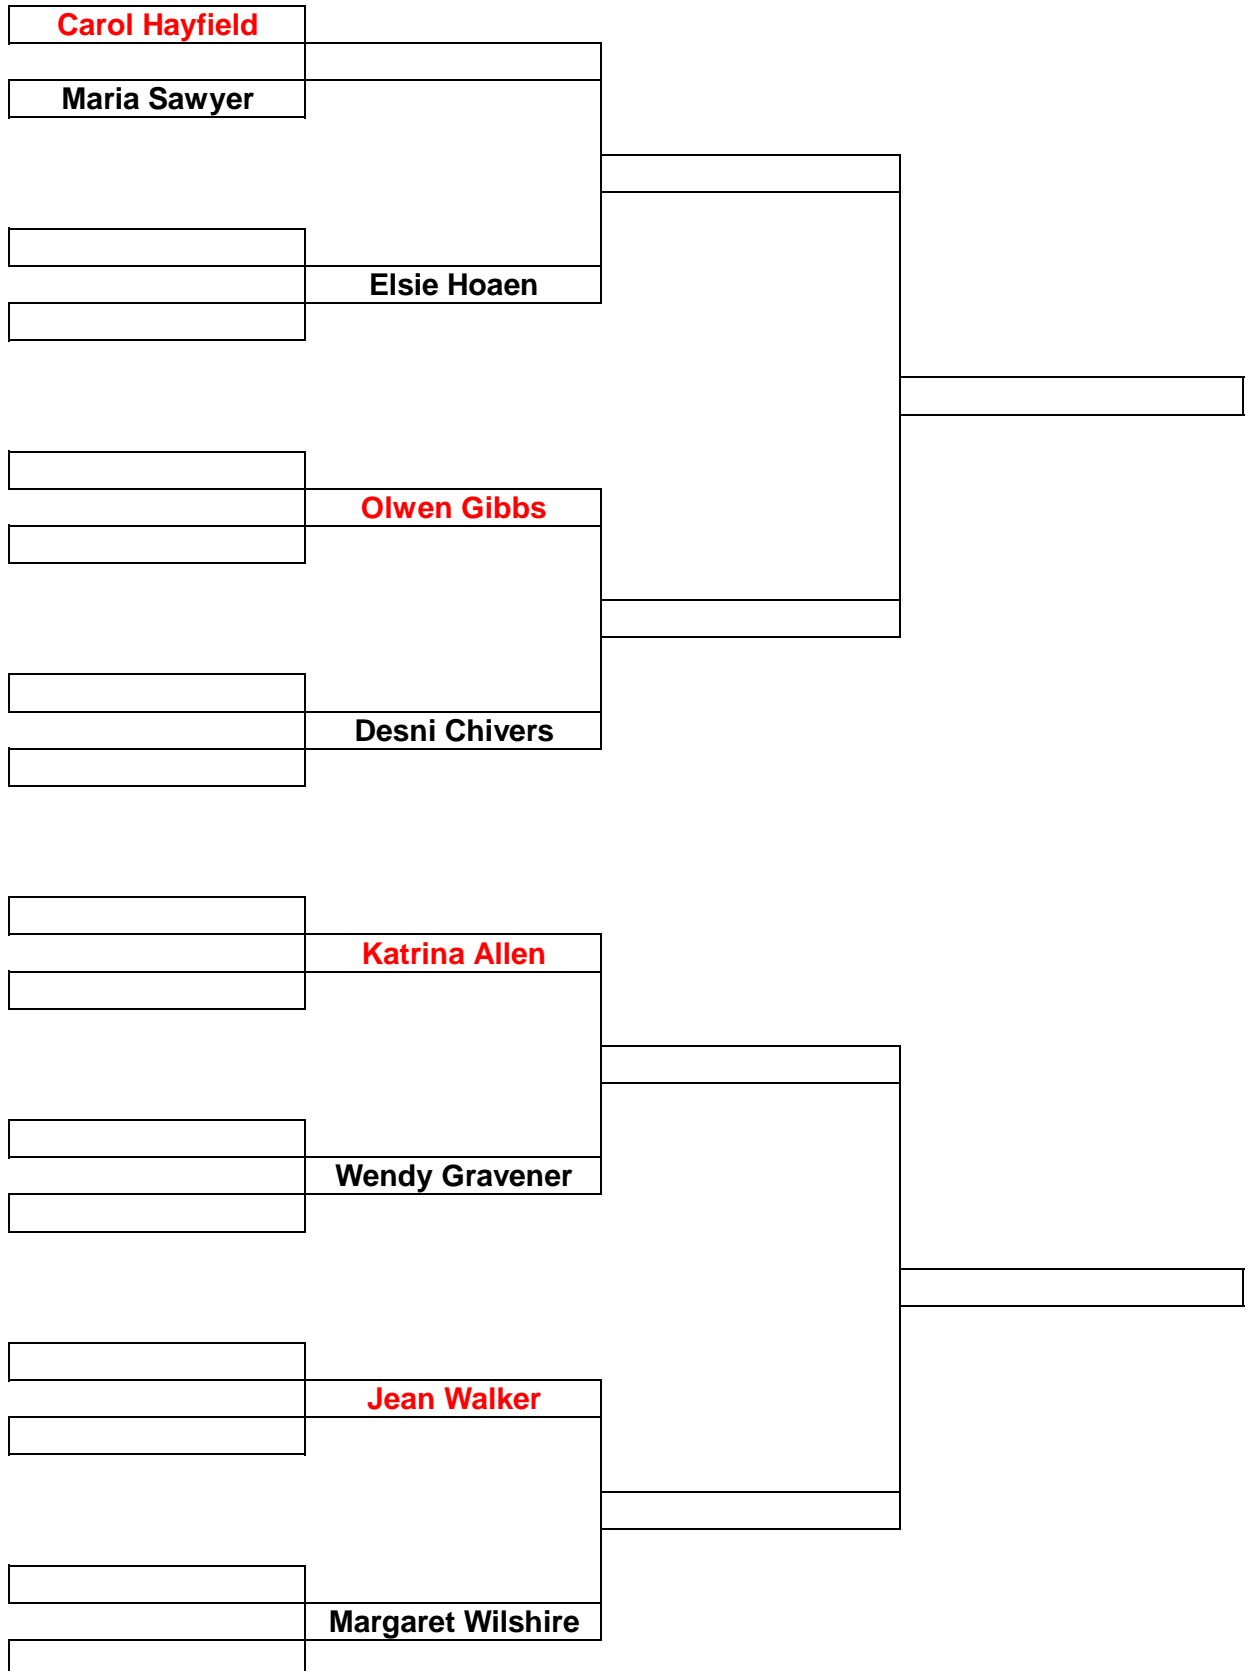 Carol Hayfield
Maria Sawyer
Elsie Hoaen
Olwen Gibbs
Desni Chivers
Katrina Allen
Wendy Gravener
Jean Walker
Margaret Wilshire